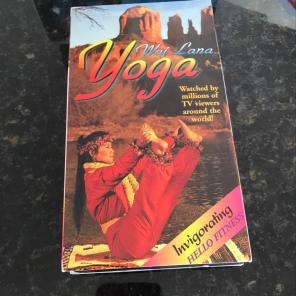 Wai Lana
Yoga
Watched by
millions of
TV viewers
around the
world!
Invigorating
HELLO FITNESS